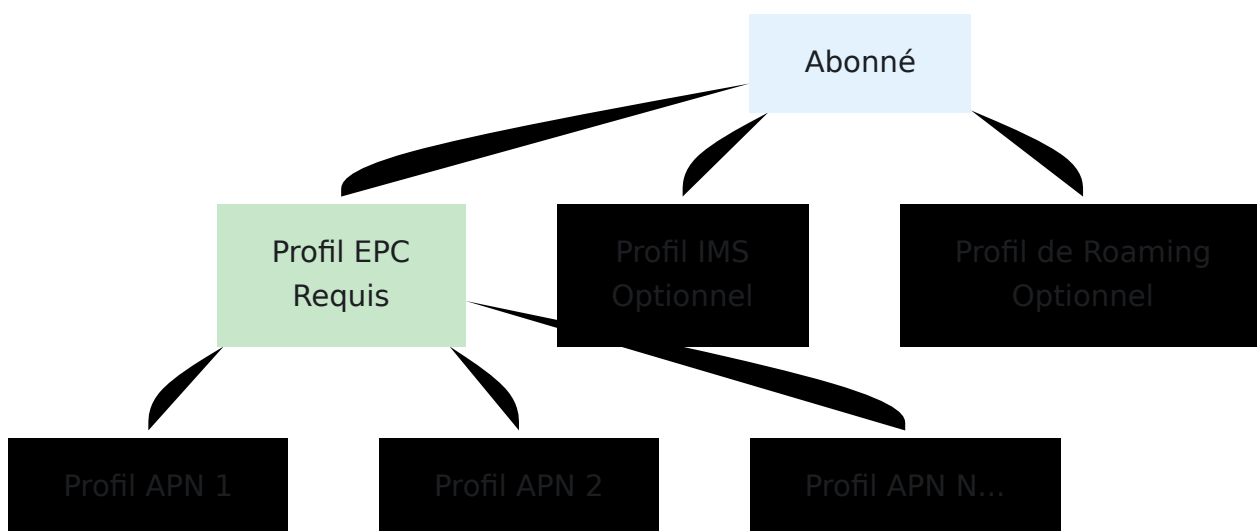 Abonné
Profil EPC
Requis
Profil IMS
Optionnel
Profil de Roaming
Optionnel
Profil APN 1
Profil APN 2
Profil APN N...